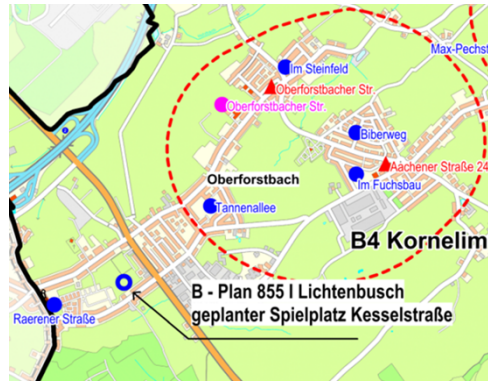 Im Steinfeld
Max-Pechst
Oberforstbacher Str.
Oberforstbacher Str.
Biberweg
Aachener Straße 24
Oberforstbach
Im Fuchsbau
Tannenallee
B4 Kornelim
B - Plan 855 I Lichtenbusch
geplanter Spielplatz Kesselstraße
Raerener Straße